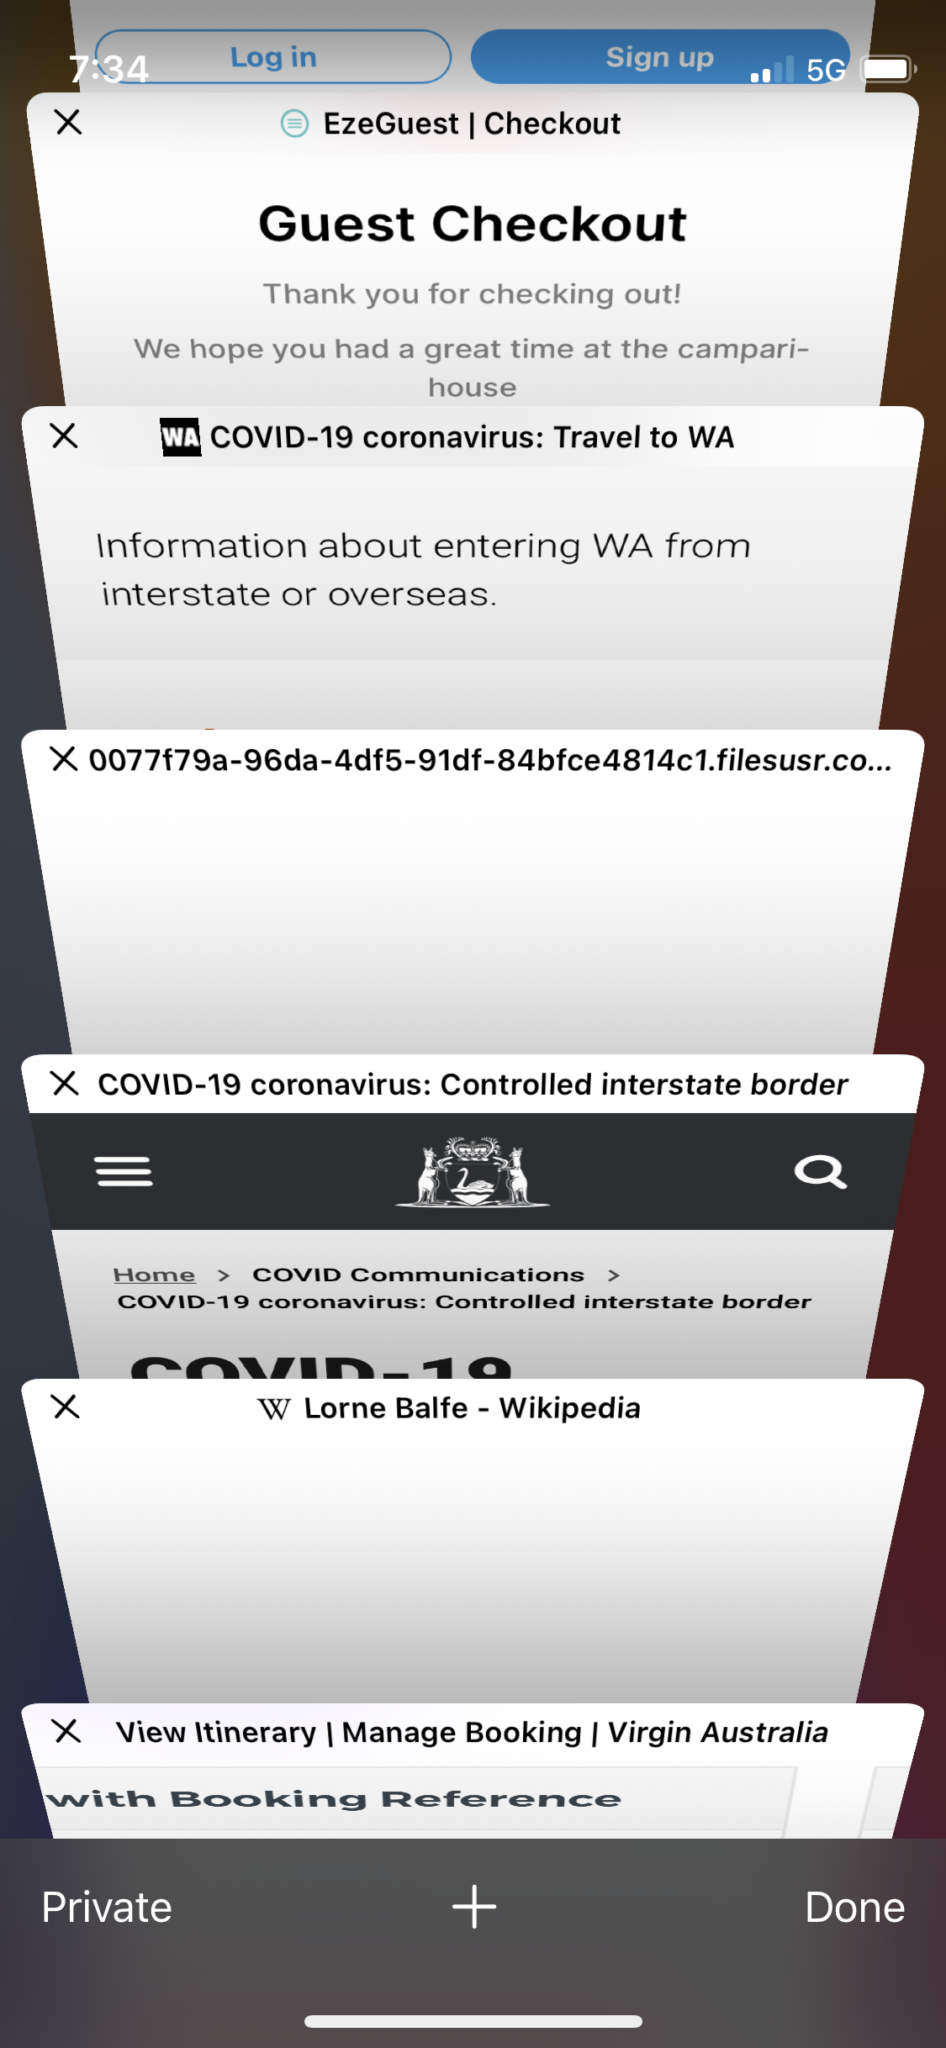 7:34
Log in
Sign up
5G
EzeGuest | Checkout
Guest Checkout
Thank you for checking out!
We hope you had a great time at the campari-
house
WA COVID-19 coronavirus: Travel to WA
Information about entering WA from
interstate or overseas.
0077f79a-96da-4df5-91df-84bfce4814c1.filesusr.co...
COVID-19 coronavirus: Controlled interstate border
Home > COVID Communications >
COVID-19 coronavirus: Controlled interstate border
COVID-19
W Lorne Balfe - Wikipedia
View Itinerary | Manage Booking | Virgin Australia
with Booking Reference
Private
Done